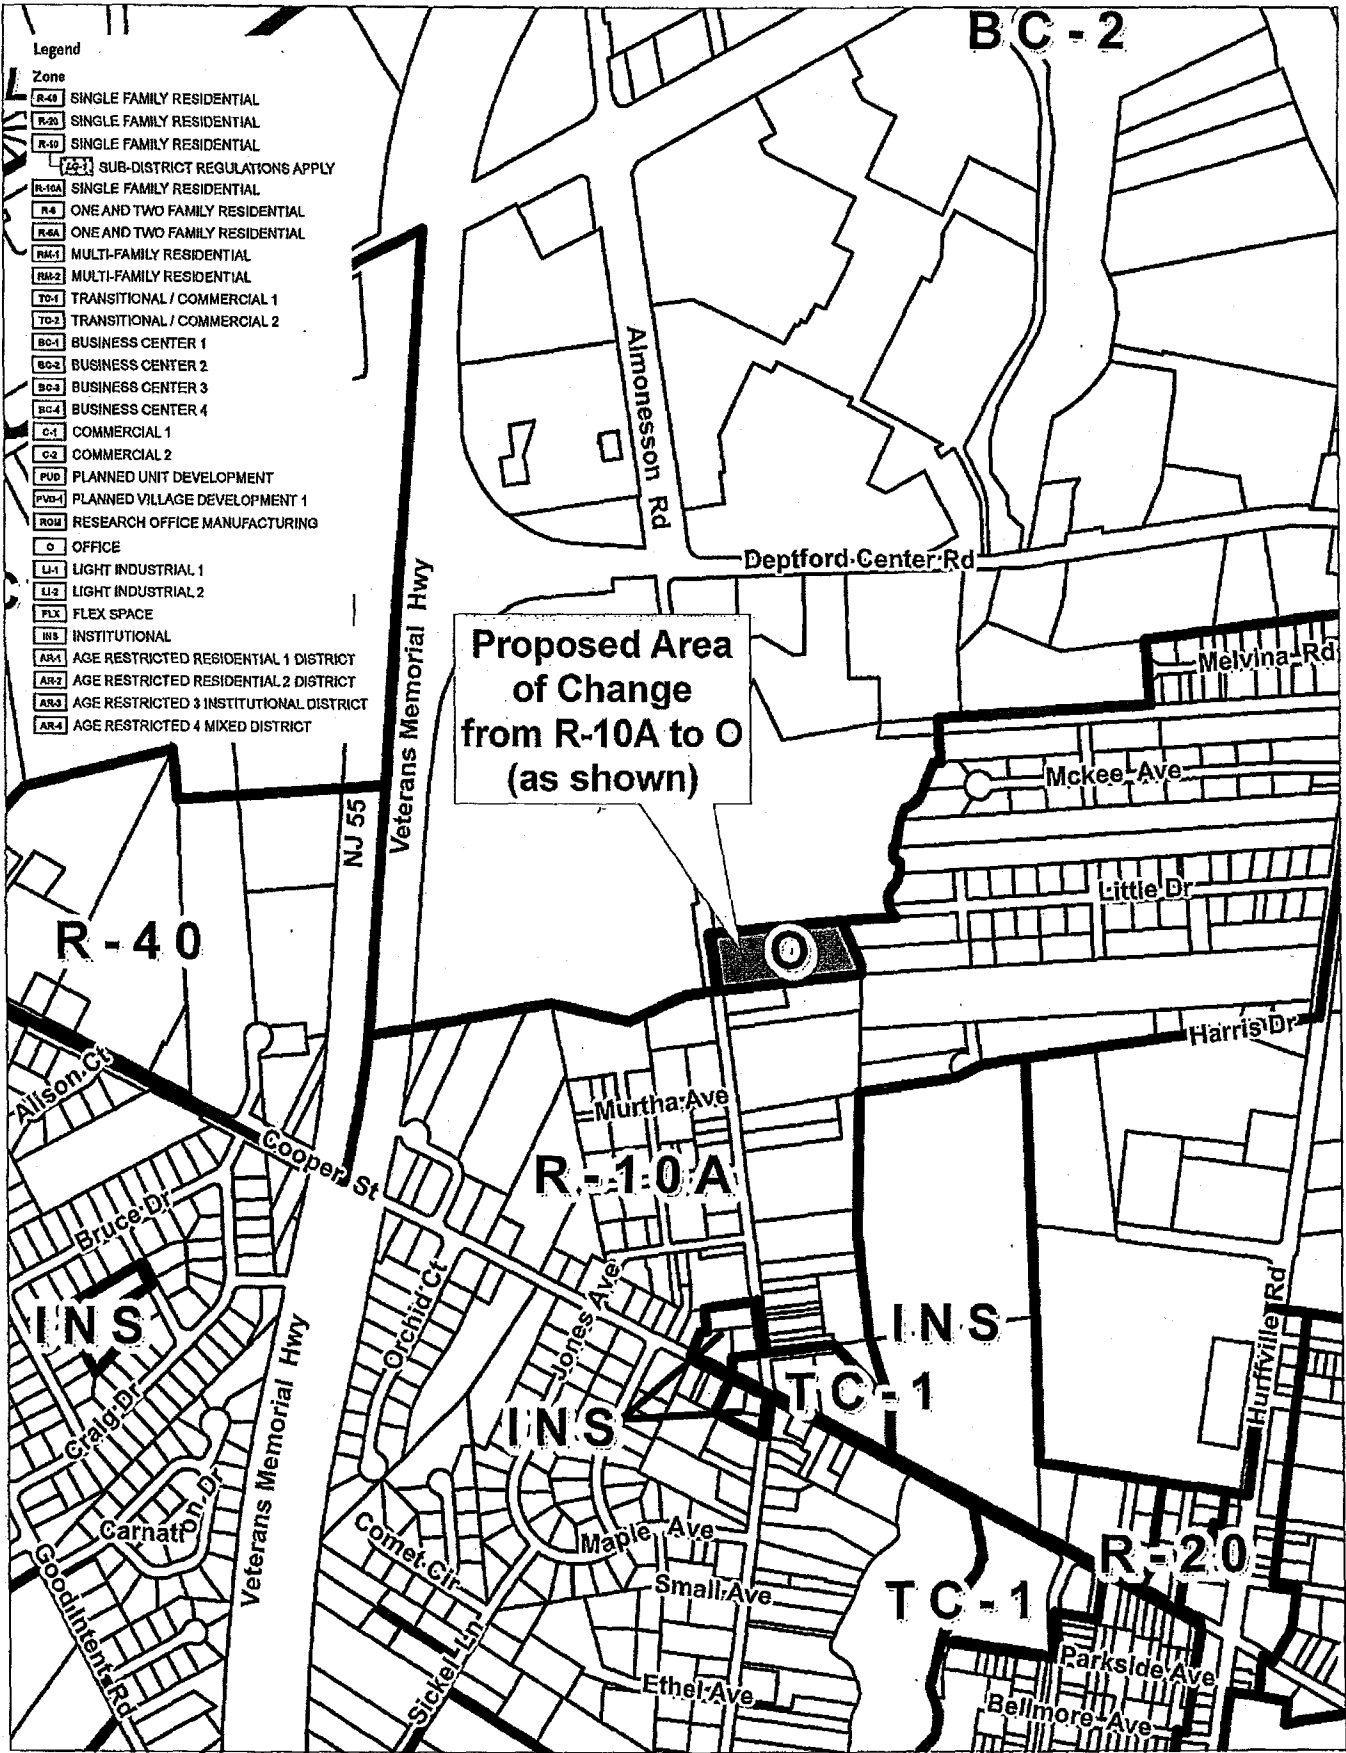 BC-2
Legend
Zone
R-40 SINGLE FAMILY RESIDENTIAL
R-20 SINGLE FAMILY RESIDENTIAL
R-10 SINGLE FAMILY RESIDENTIAL
SUB-DISTRICT REGULATIONS APPLY
R-10A SINGLE FAMILY RESIDENTIAL
R-6 ONE AND TWO FAMILY RESIDENTIAL
R-6A ONE AND TWO FAMILY RESIDENTIAL
RM-1 MULTI-FAMILY RESIDENTIAL
RM-2 MULTI-FAMILY RESIDENTIAL
TC-1 TRANSITIONAL / COMMERCIAL 1
TC-2 TRANSITIONAL / COMMERCIAL 2
BC-1 BUSINESS CENTER 1
BC-2 BUSINESS CENTER 2
BC-3 BUSINESS CENTER 3
BC-4 BUSINESS CENTER 4
C-1 COMMERCIAL 1
C-2 COMMERCIAL 2
PUD PLANNED UNIT DEVELOPMENT
PVD-1 PLANNED VILLAGE DEVELOPMENT 1
ROM RESEARCH OFFICE MANUFACTURING
O OFFICE
LI-1 LIGHT INDUSTRIAL 1
LI-2 LIGHT INDUSTRIAL 2
FLX FLEX SPACE
INS INSTITUTIONAL
AR-1 AGE RESTRICTED RESIDENTIAL 1 DISTRICT
AR-2 AGE RESTRICTED RESIDENTIAL 2 DISTRICT
AR-3 AGE RESTRICTED 3 INSTITUTIONAL DISTRICT
AR-4 AGE RESTRICTED 4 MIXED DISTRICT
Almonesson Rd
Deptford Center Rd
Veterans Memorial Hwy
Proposed Area
of Change
from R-10A to O
(as shown)
Melvina Rd
Mckee Ave
NJ 55
Veterans Memorial Hwy
Little Dr
R-40
O
Harris Dr
Alison Ct
Murtha Ave
Cooper St
R-10A
Bruce Dr
Orchid Ct
Jones Ave
INS
INS
Hurffville Rd
Veterans Memorial Hwy
TC-1
Craig Dr
INS
Carnation Dr
Comet Cir
Maple Ave
R-20
Goodintent Rd
Small Ave
TC-1
Sickel Ln
Ethel Ave
Parkside Ave
Bellmore Ave